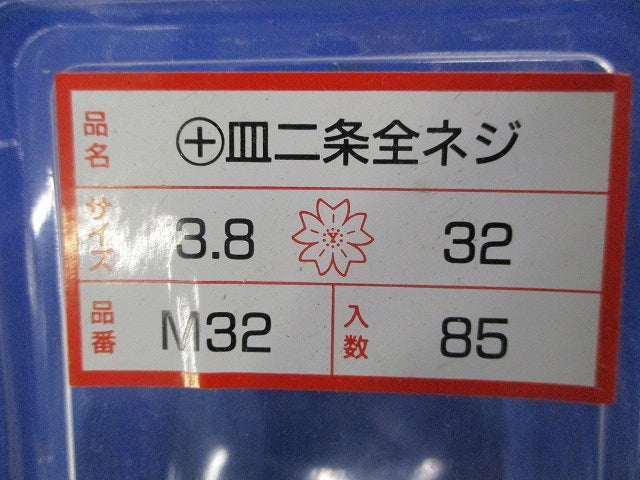 品名 ⊕皿二条全ネジ
サイズ 3.8 Y 32
品番 M32 入数 85